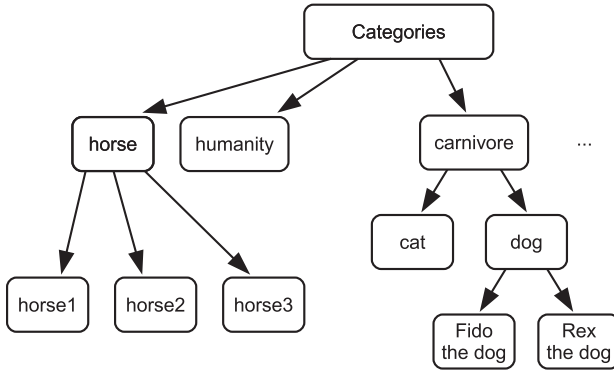 Categories
horse
humanity
carnivore
...
cat
dog
horse1
horse2
horse3
Fido
the dog
Rex
the dog